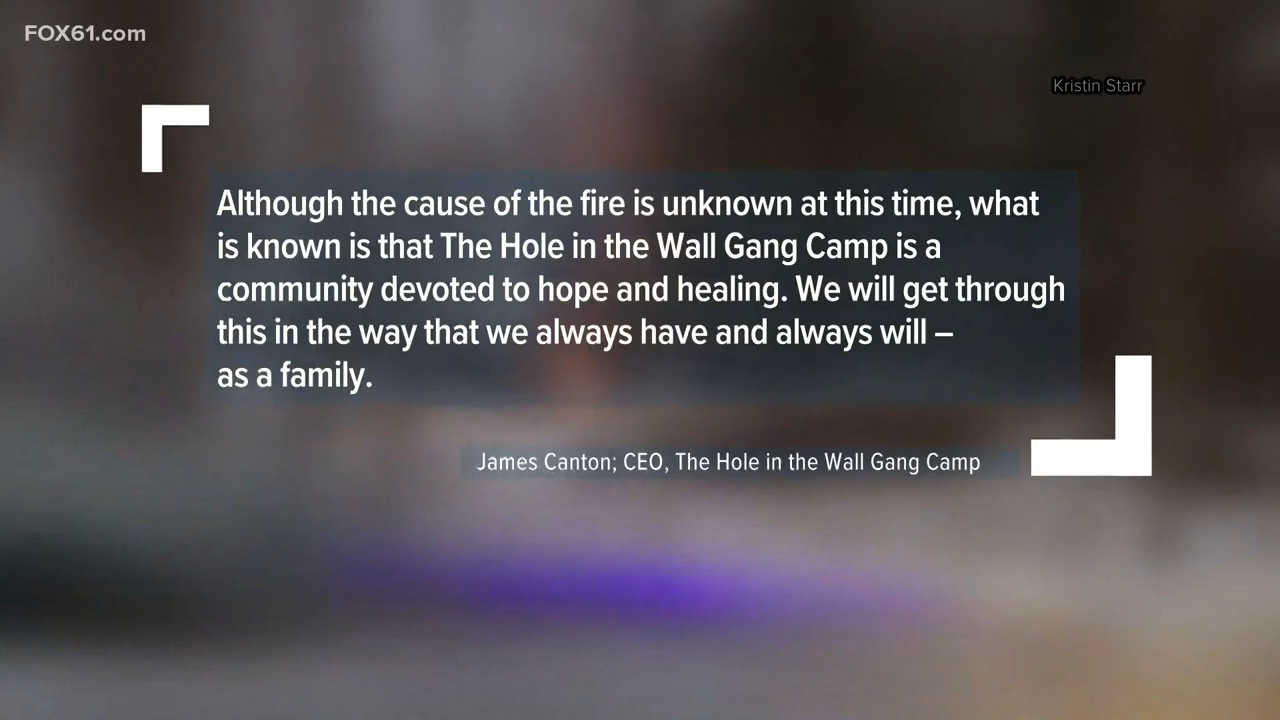 FOX61.com
Kristin Starr
Although the cause of the fire is unknown at this time, what
is known is that The Hole in the Wall Gang Camp is a
community devoted to hope and healing. We will get through
this in the way that we always have and always will –
as a family.
James Canton; CEO, The Hole in the Wall Gang Camp